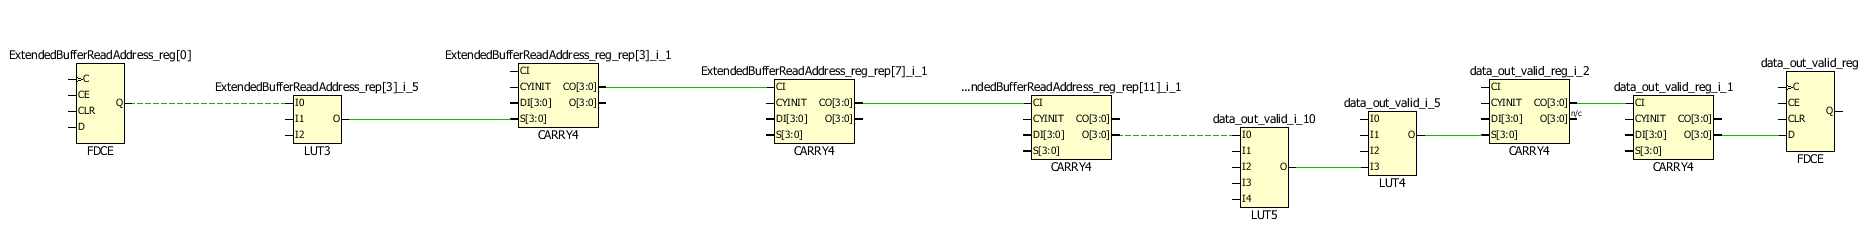 ExtendedBufferReadAddress_reg[0]
C
CE
CLR
D
Q
FDCE
ExtendedBufferReadAddress_rep[3]_i_5
I0
I1
I2
O
LUT3
ExtendedBufferReadAddress_reg_rep[3]_i_1
CI
CYINIT
DI[3:0]
S[3:0]
CO[3:0]
O[3:0]
CARRY4
ExtendedBufferReadAddress_reg_rep[7]_i_1
CI
CYINIT
DI[3:0]
S[3:0]
CO[3:0]
O[3:0]
CARRY4
...ndedBufferReadAddress_reg_rep[11]_i_1
CI
CYINIT
DI[3:0]
S[3:0]
CO[3:0]
O[3:0]
CARRY4
data_out_valid_i_10
I0
I1
I2
I3
I4
O
LUT5
data_out_valid_i_5
I0
I1
I2
I3
O
LUT4
data_out_valid_reg_i_2
CI
CYINIT
DI[3:0]
S[3:0]
CO[3:0]
O[3:0]
n/c
CARRY4
data_out_valid_reg_i_1
CI
CYINIT
DI[3:0]
S[3:0]
CO[3:0]
O[3:0]
CARRY4
data_out_valid_reg
C
CE
CLR
D
Q
FDCE